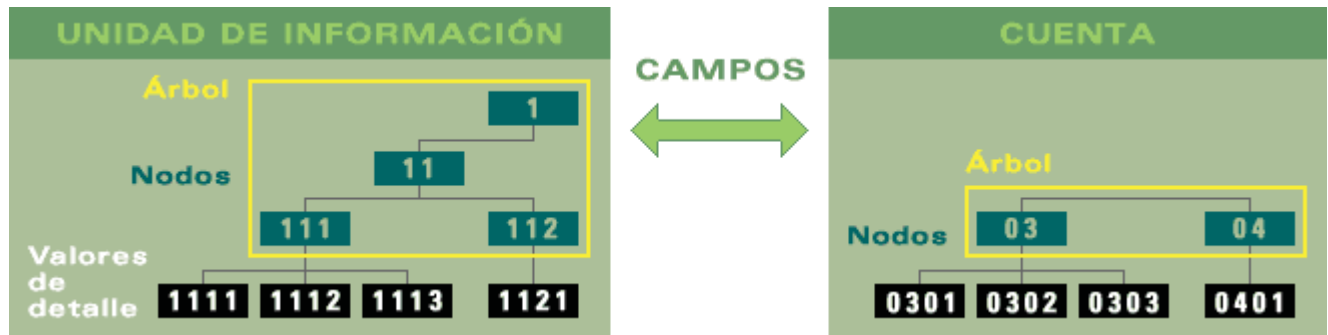 UNIDAD DE INFORMACIÓN
Árbol
1
Nodos
11
111
112
Valores
de
detalle
1111
1112
1113
1121
CAMPOS
CUENTA
Árbol
Nodos
03
04
0301
0302
0303
0401